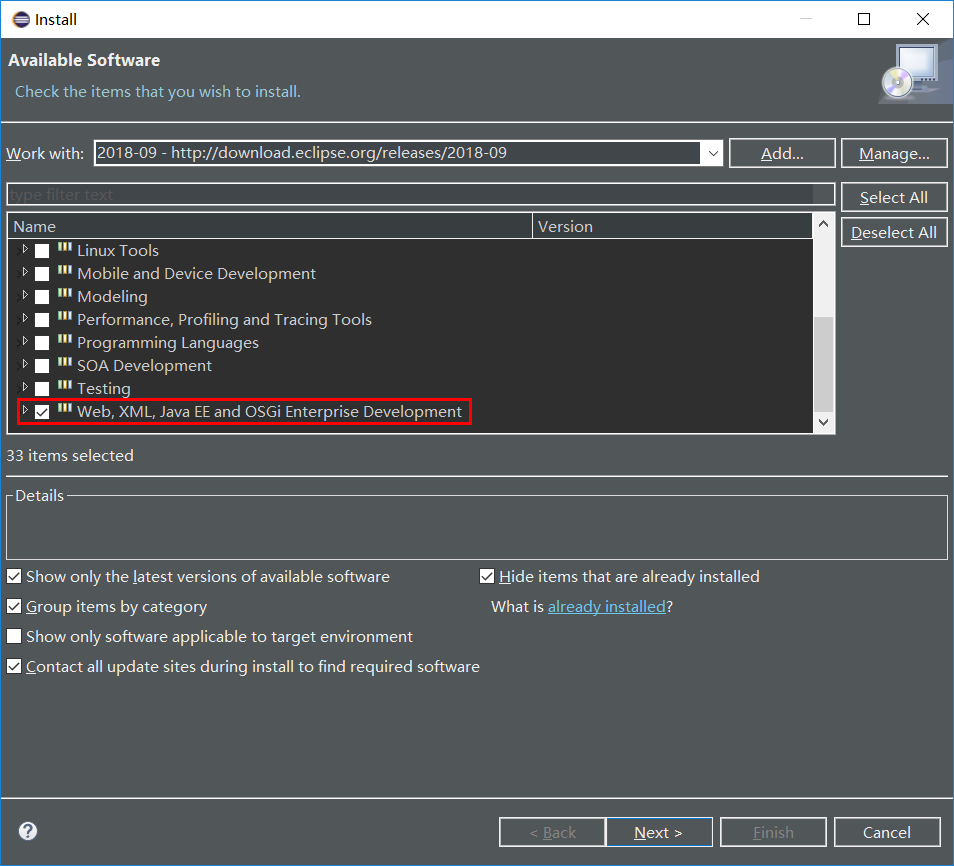 Install
Available Software
Check the items that you wish to install.
Work with: 2018-09 - http://download.eclipse.org/releases/2018-09 Add... Manage...
type filter text Select All
Name Version Deselect All
Linux Tools
Mobile and Device Development
Modeling
Performance, Profiling and Tracing Tools
Programming Languages
SOA Development
Testing
Web, XML, Java EE and OSGi Enterprise Development
33 items selected
Details
Show only the latest versions of available software Hide items that are already installed
Group items by category What is already installed?
Show only software applicable to target environment
Contact all update sites during install to find required software
? < Back Next > Finish Cancel